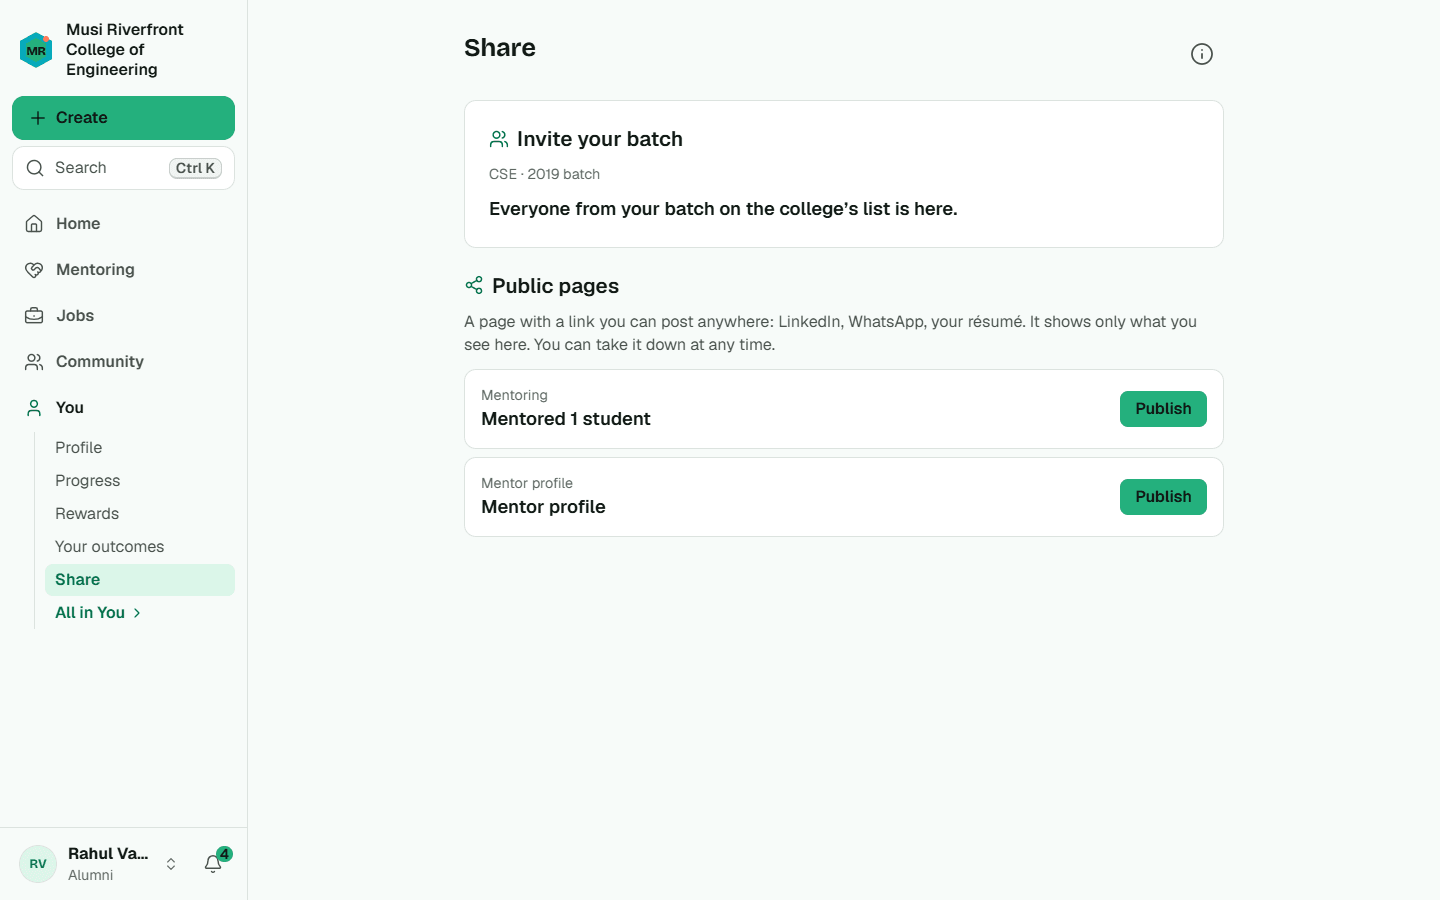 MR
Musi Riverfront
College of
Engineering
Create
Search Ctrl K
Home
Mentoring
Jobs
Community
You
Profile
Progress
Rewards
Your outcomes
Share
All in You
RV
Rahul Va...
Alumni
4
Share
Invite your batch
CSE · 2019 batch
Everyone from your batch on the college’s list is here.
Public pages
A page with a link you can post anywhere: LinkedIn, WhatsApp, your résumé. It shows only what you
see here. You can take it down at any time.
Mentoring
Mentored 1 student
Publish
Mentor profile
Mentor profile
Publish